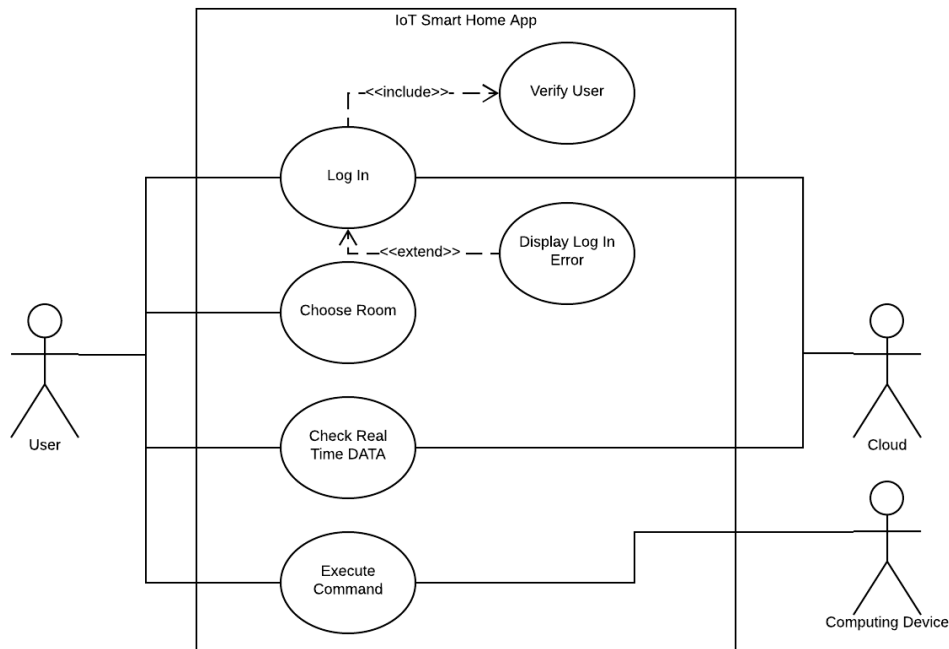 IoT Smart Home App
<<include>>
Verify User
Log In
<<extend>>
Display Log In
Error
Choose Room
User
Check Real
Time DATA
Cloud
Execute
Command
Computing Device